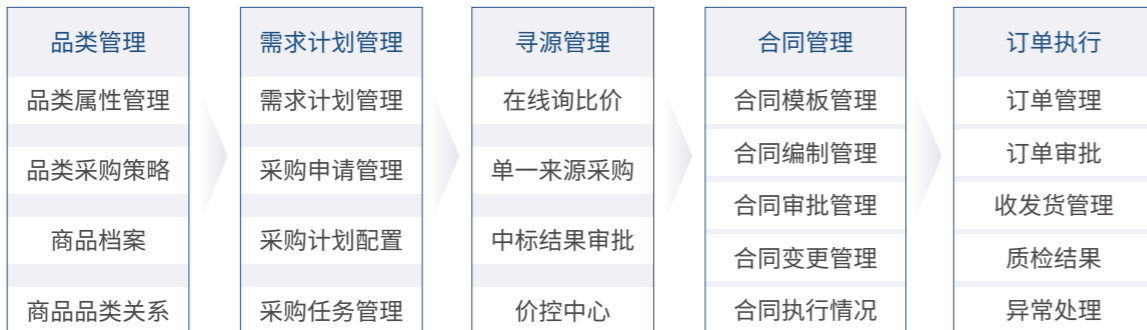 品类管理
品类属性管理
品类采购策略
商品档案
商品品类关系
需求计划管理
需求计划管理
采购申请管理
采购计划配置
采购任务管理
寻源管理
在线询比价
单一来源采购
中标结果审批
价控中心
合同管理
合同模板管理
合同编制管理
合同审批管理
合同变更管理
合同执行情况
订单执行
订单管理
订单审批
收发货管理
质检结果
异常处理